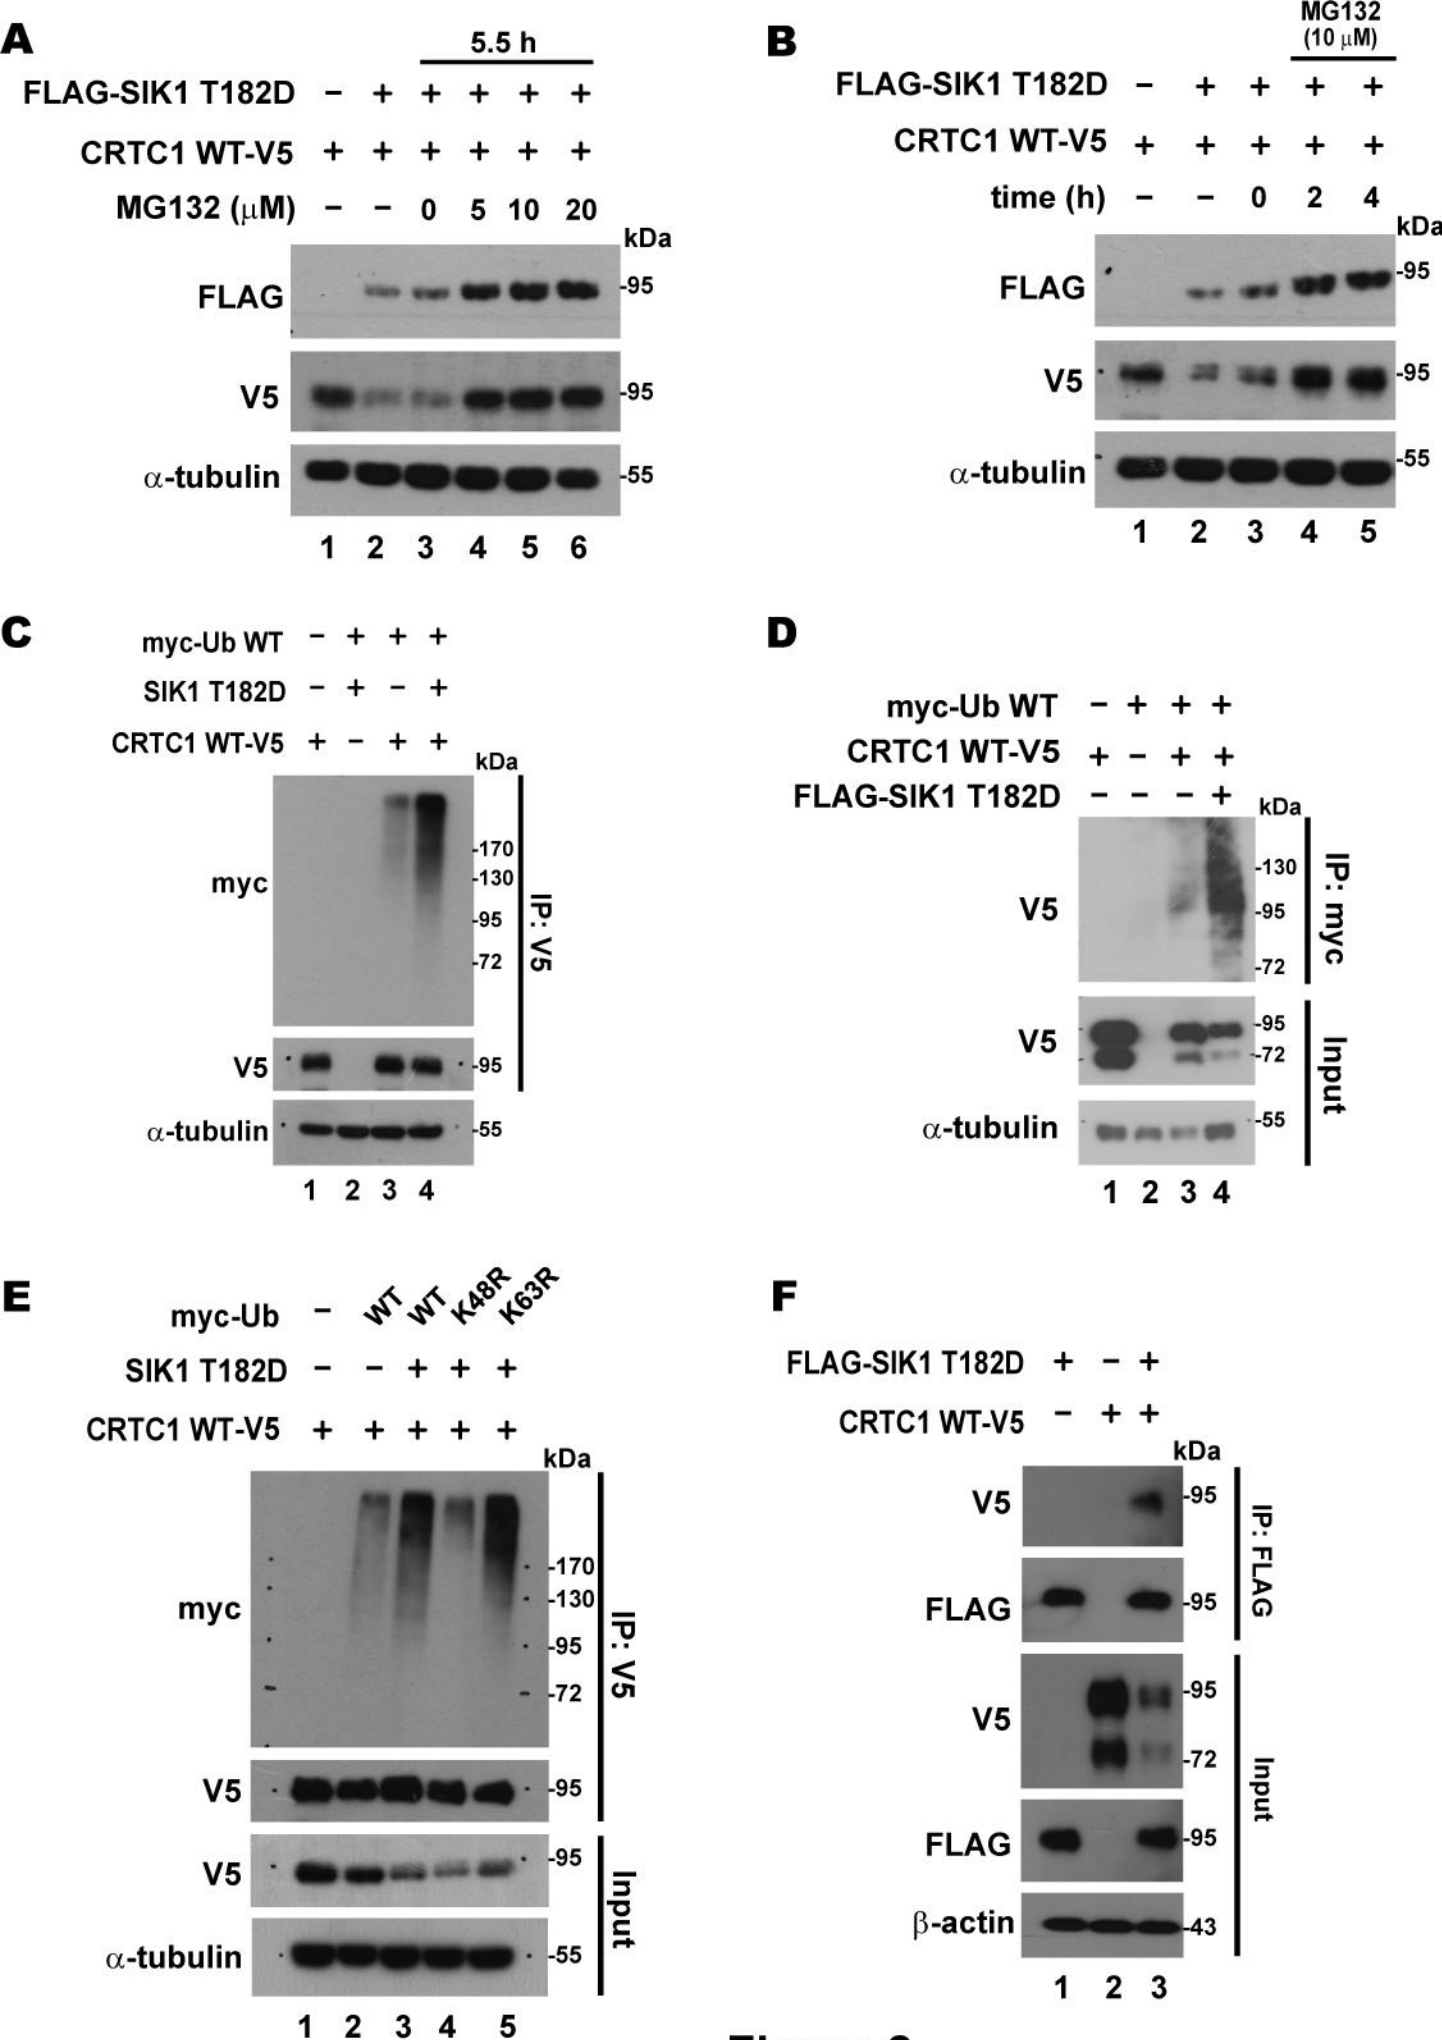 A
5.5 h
FLAG-SIK1 T182D – + + + + +
CRTC1 WT-V5 + + + + + +
MG132 (μM) – – 0 5 10 20
kDa
FLAG -95
V5 -95
α-tubulin -55
1 2 3 4 5 6
B
MG132
(10 μM)
FLAG-SIK1 T182D – + + + +
CRTC1 WT-V5 + + + + +
time (h) – – 0 2 4
kDa
FLAG -95
V5 -95
α-tubulin -55
1 2 3 4 5
C
myc-Ub WT – + + +
SIK1 T182D – + – +
CRTC1 WT-V5 + – + +
kDa
-170
-130
myc
-95
-72
IP: V5
V5 -95
α-tubulin -55
1 2 3 4
D
myc-Ub WT – + + +
CRTC1 WT-V5 + – + +
FLAG-SIK1 T182D – – – +
kDa
-130
V5 -95
-72
IP: myc
V5 -95
-72
α-tubulin -55
Input
1 2 3 4
E
myc-Ub – WT WT K48R K63R
SIK1 T182D – – + + +
CRTC1 WT-V5 + + + + +
kDa
-170
-130
myc
-95
-72
IP: V5
V5 -95
V5 -95
α-tubulin -55
Input
1 2 3 4 5
F
FLAG-SIK1 T182D + – +
CRTC1 WT-V5 – + +
kDa
V5 -95
FLAG -95
IP: FLAG
V5 -95
-72
FLAG -95
β-actin -43
Input
1 2 3